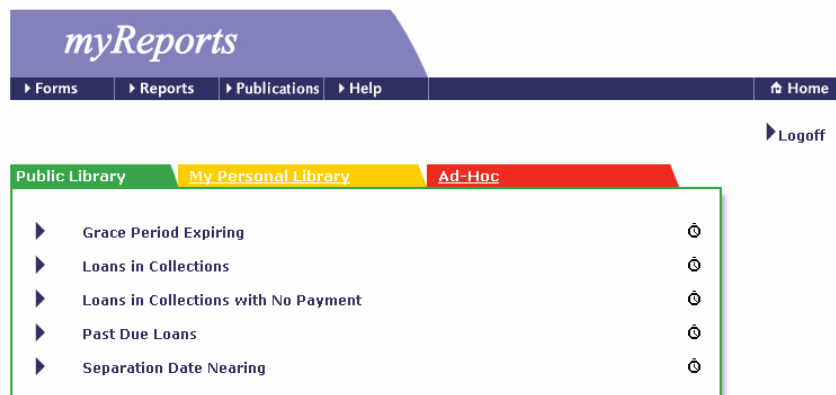 myReports
Forms Reports Publications Help Home
Logoff
Public Library My Personal Library Ad-Hoc
Grace Period Expiring
Loans in Collections
Loans in Collections with No Payment
Past Due Loans
Separation Date Nearing